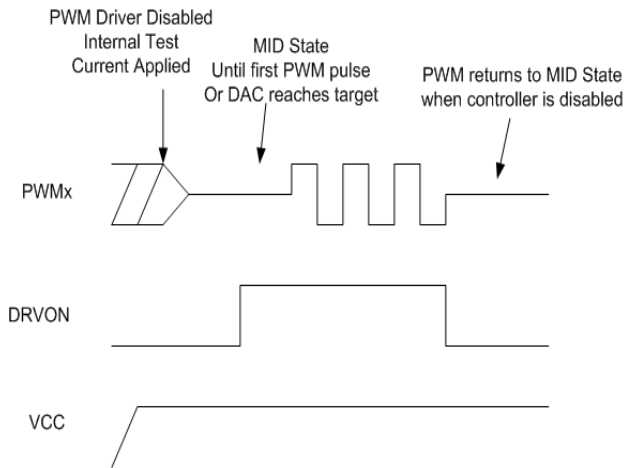 PWM Driver Disabled
Internal Test
Current Applied
MID State
Until first PWM pulse
Or DAC reaches target
PWM returns to MID State
when controller is disabled
PWMx
DRVON
VCC